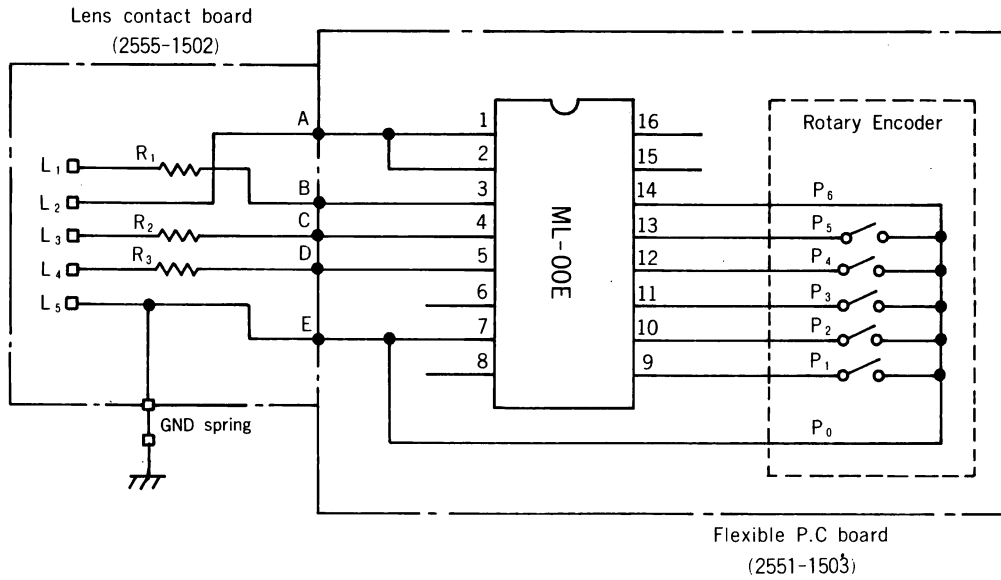 Lens contact board
(2555-1502)
A
1
16
Rotary Encoder
L₁
R₁
2
15
L₂
B
3
14
P₆
L₃
R₂
C
4
13
P₅
L₄
R₃
D
5
12
P₄
L₅
6
11
P₃
E
7
10
P₂
8
9
P₁
ML-00E
GND spring
P₀
Flexible P.C board
(2551-1503)